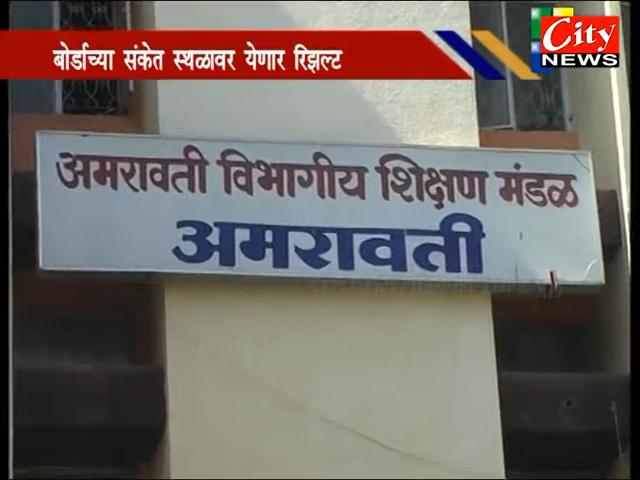 बोर्डाच्या संकेत स्थळावर येणार रिझल्ट
City
NEWS
अमरावती विभागीय शिक्षण मंडळ
अमरावती